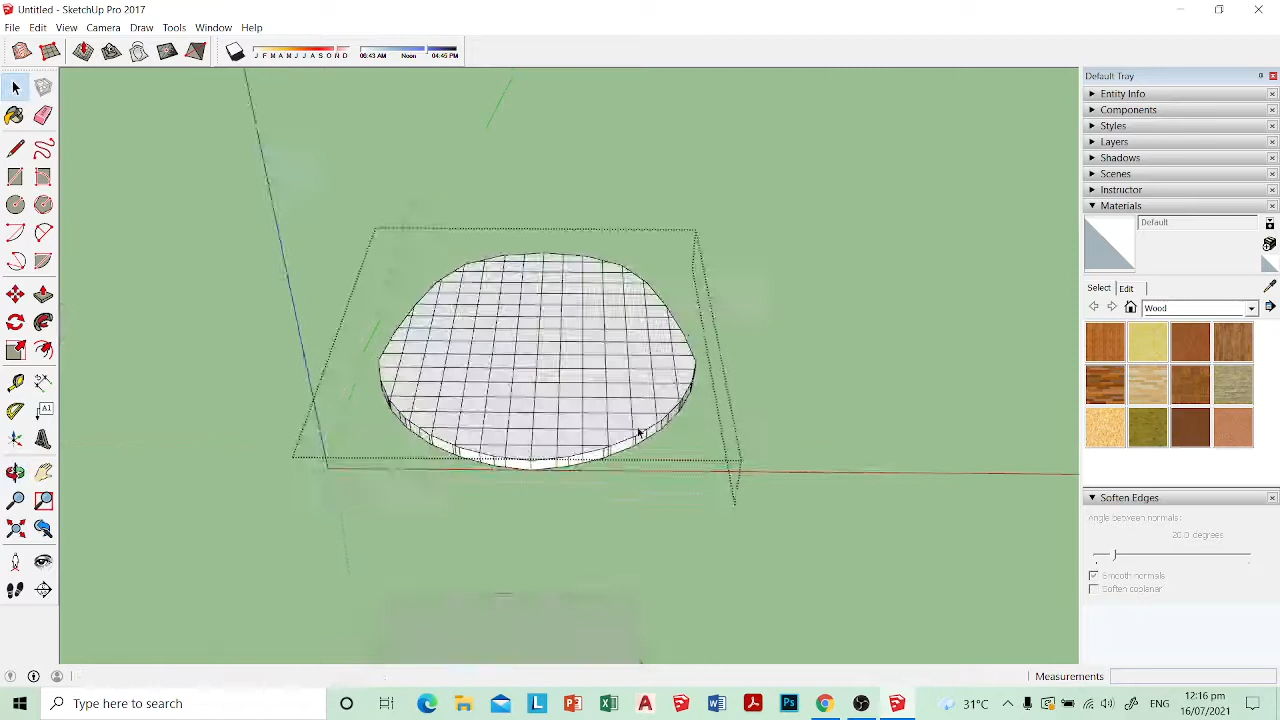 Untitled - SketchUp Pro 2017
File Edit View Camera Draw Tools Window Help
J F M A M J J A S O N D
06:43 AM Noon 04:45 PM
Default Tray
Entity Info
Components
Styles
Layers
Shadows
Scenes
Instructor
Materials
Default
Select Edit
Wood
A1
Soften Edges
Angle between normals:
20.0 degrees
Smooth normals
Soften coplanar
Measurements
Type here to search
31°C
ENG
12:16 pm
16/07/2021